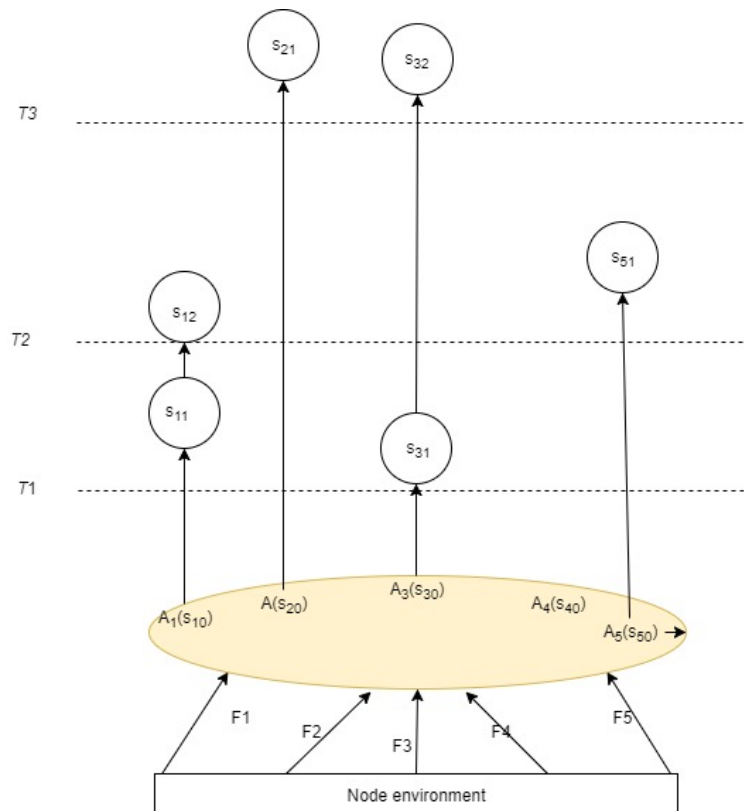 s21
s32
T3
s51
s12
T2
s11
s31
T1
A1(s10)
A(s20)
A3(s30)
A4(s40)
A5(s50)
F1
F2
F3
F4
F5
Node environment